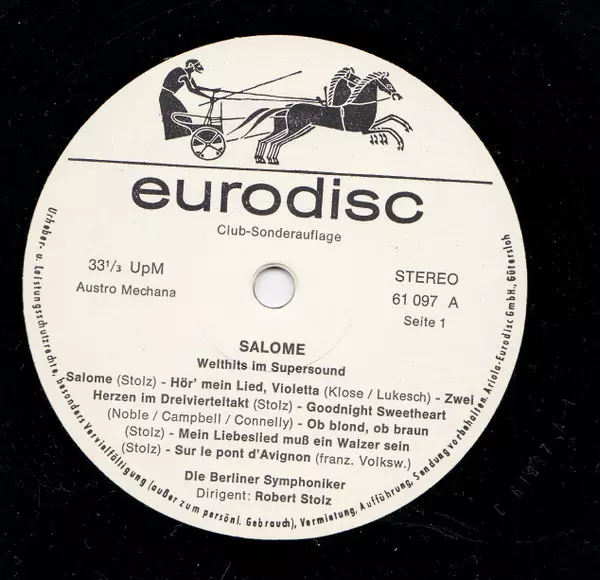 eurodisc
Club-Sonderauflage
33¹/₃ UpM
Austro Mechana
STEREO
61 097 A
Seite 1
SALOME
Welthits im Supersound
Salome (Stolz) - Hör' mein Lied, Violetta (Klose / Lukesch) - Zwei
Herzen im Dreivierteltakt (Stolz) - Goodnight Sweetheart
(Noble / Campbell / Connelly) - Ob blond, ob braun
(Stolz) - Mein Liebeslied muß ein Walzer sein
(Stolz) - Sur le pont d'Avignon (franz. Volksw.)
Die Berliner Symphoniker
Dirigent: Robert Stolz
Urheber- u. Leistungsschutzrechte, besonders Vervielfältigung (außer zum persönl. Gebrauch), Vermietung, Aufführung, Sendung vorbehalten. Ariola-Eurodisc GmbH., Gütersloh